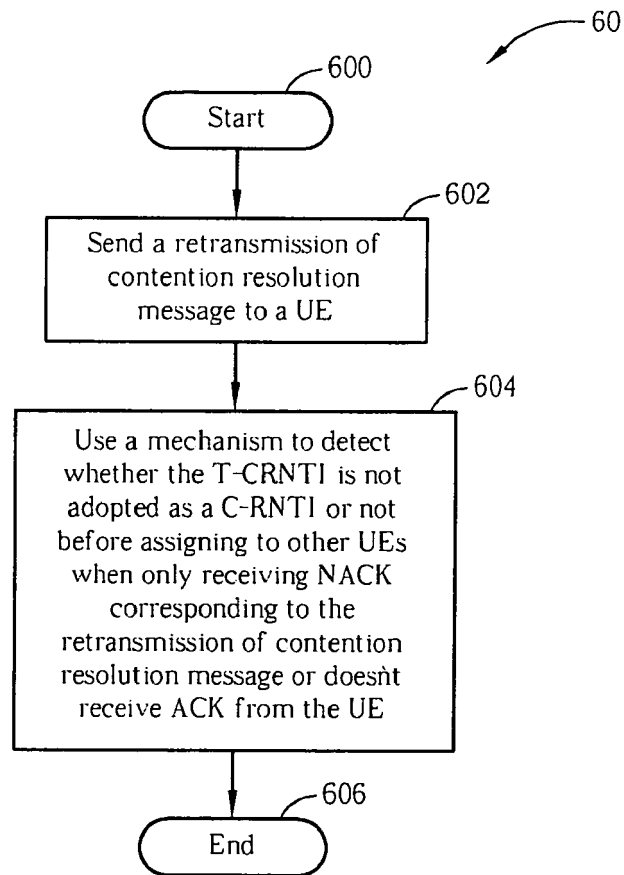 60
600
Start
602
Send a retransmission of
contention resolution
message to a UE
604
Use a mechanism to detect
whether the T-CRNTI is not
adopted as a C-RNTI or not
before assigning to other UEs
when only receiving NACK
corresponding to the
retransmission of contention
resolution message or doesn't
receive ACK from the UE
606
End